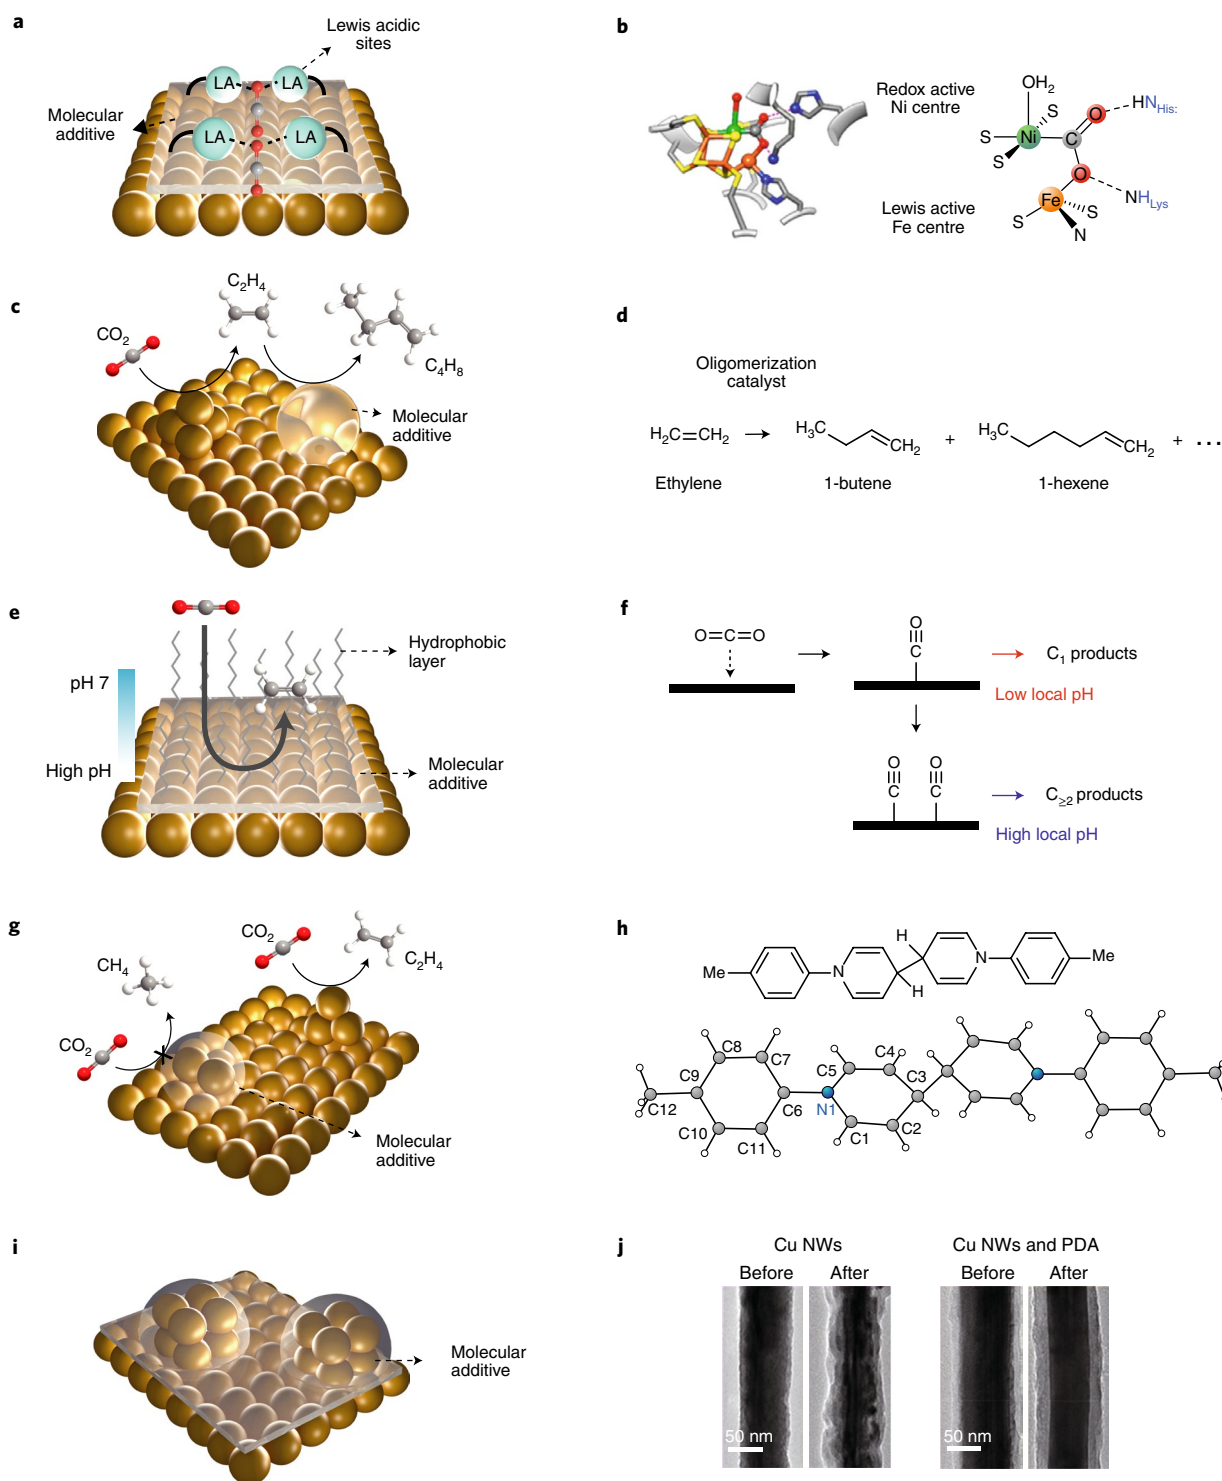 a
Lewis acidic
sites
LA
LA
Molecular
additive
LA
LA
b
Redox active
Ni centre
Lewis active
Fe centre
OH2
S
S
Ni
S
C
O
HNHis:
O
NHLys
Fe
S
S
N
c
CO2
C2H4
C4H8
Molecular
additive
d
Oligomerization
catalyst
H2C=CH2
H3C
CH2
+
H3C
CH2
+ ...
Ethylene
1-butene
1-hexene
e
pH 7
High pH
Hydrophobic
layer
Molecular
additive
f
O=C=O
O
C
C1 products
Low local pH
O
C
O
C
C≥2 products
High local pH
g
CH4
CO2
CO2
C2H4
Molecular
additive
h
Me
N
H
H
N
Me
C8
C7
C9
C12
C10
C11
C6
N1
C5
C4
C3
C1
C2
i
Molecular
additive
j
Cu NWs
Before
After
50 nm
Cu NWs and PDA
Before
After
50 nm